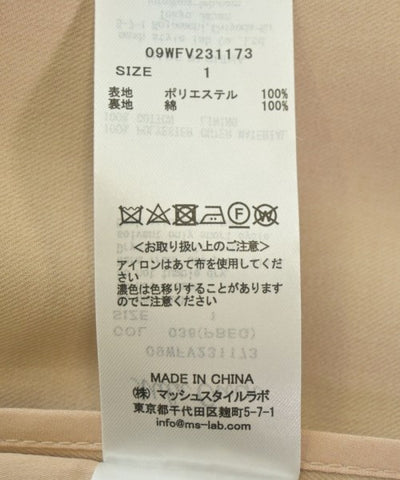 09WFV231173
SIZE 1
表地 ポリエステル 100%
裏地 綿 100%
<お取り扱い上のご注意>
アイロンはあて布を使用してくだ
さい
濃色は色移りすることがあります
のでご注意ください
MADE IN CHINA
(株) マッシュスタイルラボ
東京都千代田区麹町5-7-1
info@ms-lab.com